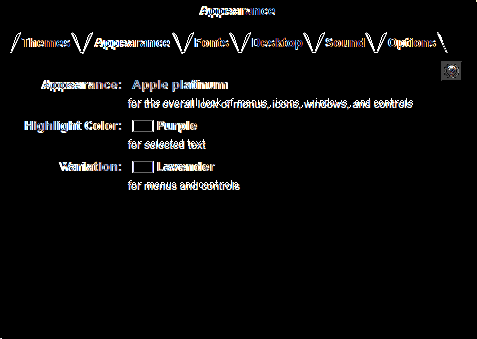 Appearance
Themes Appearance Fonts Desktop Sound Options
Appearance: Apple platinum
for the overall look of menus, icons, windows, and controls
Highlight Color: Purple
for selected text
Variation: Lavender
for menus and controls